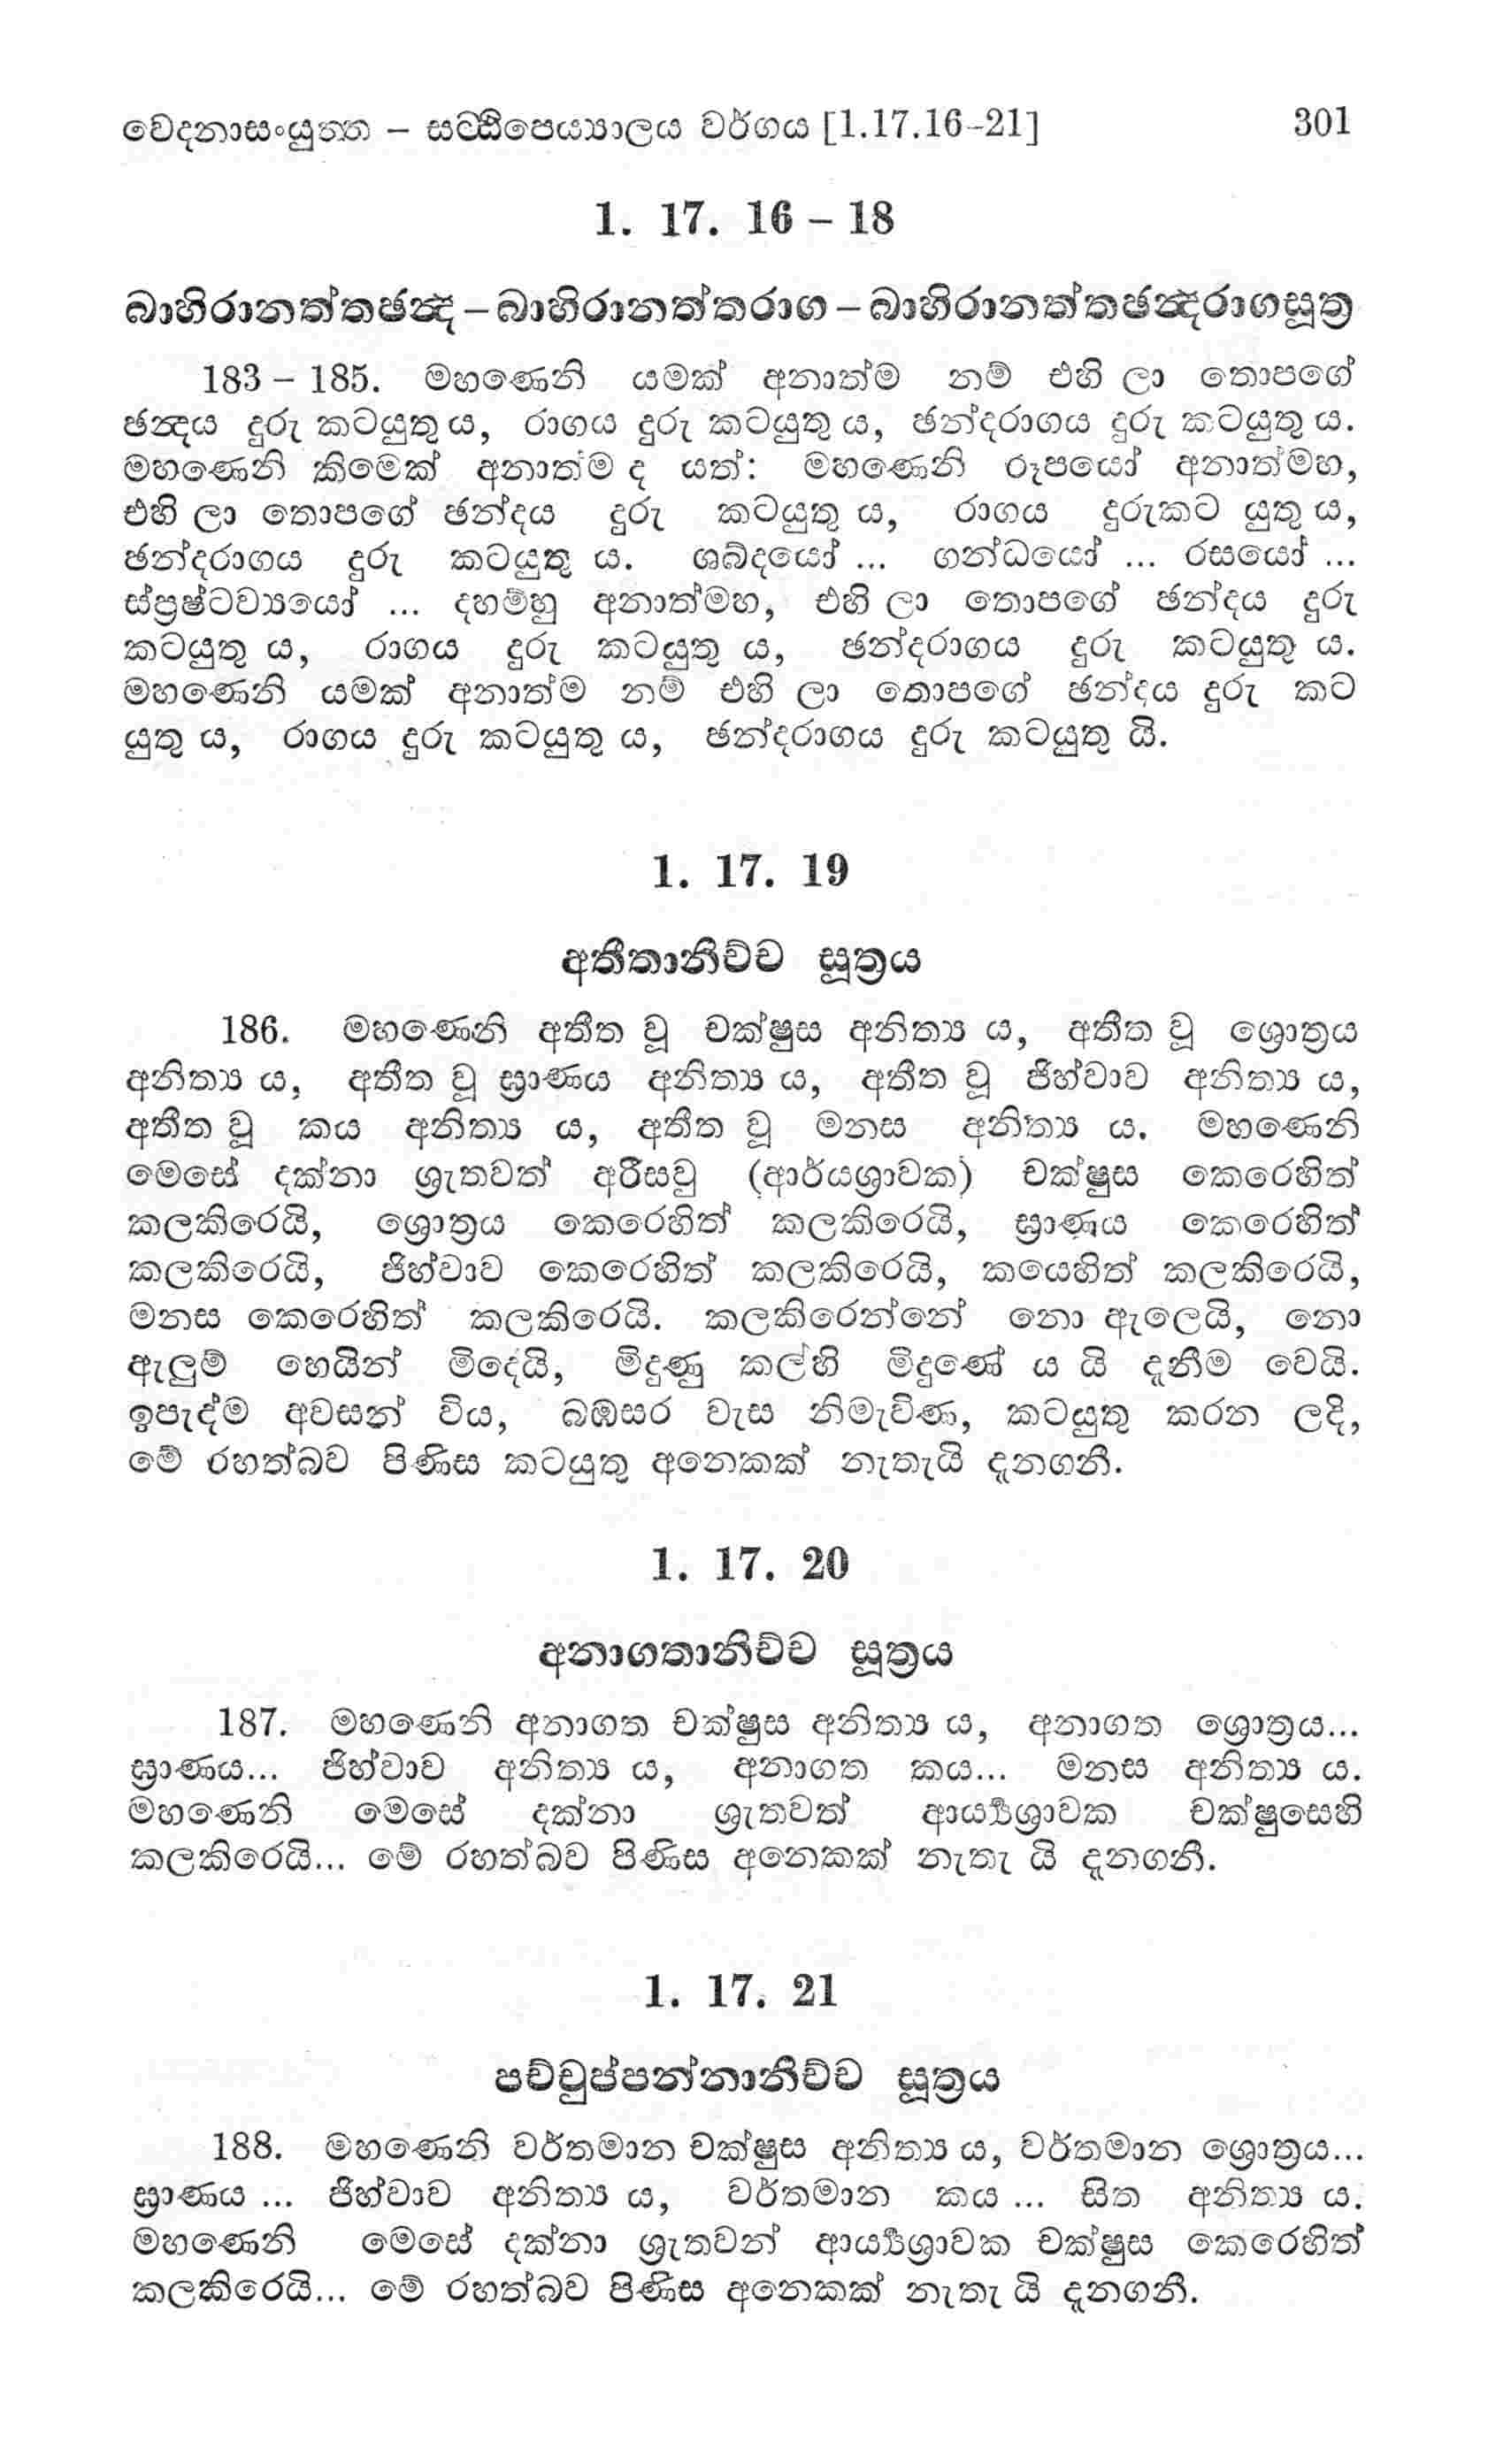 වෙදනාසංයුත්ත – සට්ඨිපෙය්‍යාලය වර්ගය [1.17.16-21] 301
1. 17. 16 – 18
බාහිරානත්තඡන්‍ද – බාහිරානත්තරාග – බාහිරානත්තඡන්‍දරාගසූත්‍ර
183 – 185. මහණෙනි යමක් අනාත්ම නම් එහි ලා තොපගේ
ඡන්‍දය දුරු කටයුතු ය, රාගය දුරු කටයුතු ය, ඡන්දරාගය දුරු කටයුතු ය.
මහණෙනි කිමෙක් අනාත්ම ද යත්: මහණෙනි රූපයෝ අනාත්මහ,
එහි ලා තොපගේ ඡන්දය දුරු කටයුතු ය, රාගය දුරුකට යුතු ය,
ඡන්දරාගය දුරු කටයුතු ය. ශබ්දයෝ ... ගන්ධයෝ ... රසයෝ ...
ස්ප්‍රෂ්ටව්‍යයෝ ... දහම්හු අනාත්මහ, එහි ලා තොපගේ ඡන්දය දුරු
කටයුතු ය, රාගය දුරු කටයුතු ය, ඡන්දරාගය දුරු කටයුතු ය.
මහණෙනි යමක් අනාත්ම නම් එහි ලා තොපගේ ඡන්දය දුරු කට
යුතු ය, රාගය දුරු කටයුතු ය, ඡන්දරාගය දුරු කටයුතු යි.
1. 17. 19
අතීතානිච්ච සූත්‍රය
186. මහණෙනි අතීත වූ චක්ෂුස අනිත්‍ය ය, අතීත වූ ශ්‍රොත්‍රය
අනිත්‍ය ය, අතීත වූ ඝ්‍රාණය අනිත්‍ය ය, අතීත වූ ජිහ්වාව අනිත්‍ය ය,
අතීත වූ කය අනිත්‍ය ය, අතීත වූ මනස අනිත්‍ය ය. මහණෙනි
මෙසේ දක්නා ශ්‍රැතවත් අරීසවු (ආර්යශ්‍රාවක) චක්ෂුස කෙරෙහිත්
කලකිරෙයි, ශ්‍රොත්‍රය කෙරෙහිත් කලකිරෙයි, ඝ්‍රාණය කෙරෙහිත්
කලකිරෙයි, ජිහ්වාව කෙරෙහිත් කලකිරෙයි, කයෙහිත් කලකිරෙයි,
මනස කෙරෙහිත් කලකිරෙයි. කලකිරෙන්නේ නො ඇලෙයි, නො
ඇලුම් හෙයින් මිදෙයි, මිදුණු කල්හි මිදුණේ ය යි දැනීම වෙයි.
ඉපැද්ම අවසන් විය, බඹසර වැස නිමැවිණ, කටයුතු කරන ලදි,
මේ රහත්බව පිණිස කටයුතු අනෙකක් නැතැයි දැනගනී.
1. 17. 20
අනාගතානිච්ච සූත්‍රය
187. මහණෙනි අනාගත චක්ෂුස අනිත්‍ය ය, අනාගත ශ්‍රොත්‍රය...
ඝ්‍රාණය... ජිහ්වාව අනිත්‍ය ය, අනාගත කය... මනස අනිත්‍ය ය.
මහණෙනි මෙසේ දක්නා ශ්‍රැතවත් ආර්‍ය්‍යශ්‍රාවක චක්ෂුසෙහි
කලකිරෙයි... මේ රහත්බව පිණිස අනෙකක් නැතැ යි දැනගනී.
1. 17. 21
පච්චුප්පන්නානිච්ච සූත්‍රය
188. මහණෙනි වර්තමාන චක්ෂුස අනිත්‍ය ය, වර්තමාන ශ්‍රොත්‍රය...
ඝ්‍රාණය ... ජිහ්වාව අනිත්‍ය ය, වර්තමාන කය ... සිත අනිත්‍ය ය.
මහණෙනි මෙසේ දක්නා ශ්‍රැතවන් ආර්‍ය්‍යශ්‍රාවක චක්ෂුස කෙරෙහිත්
කලකිරෙයි... මේ රහත්බව පිණිස අනෙකක් නැතැ යි දැනගනී.